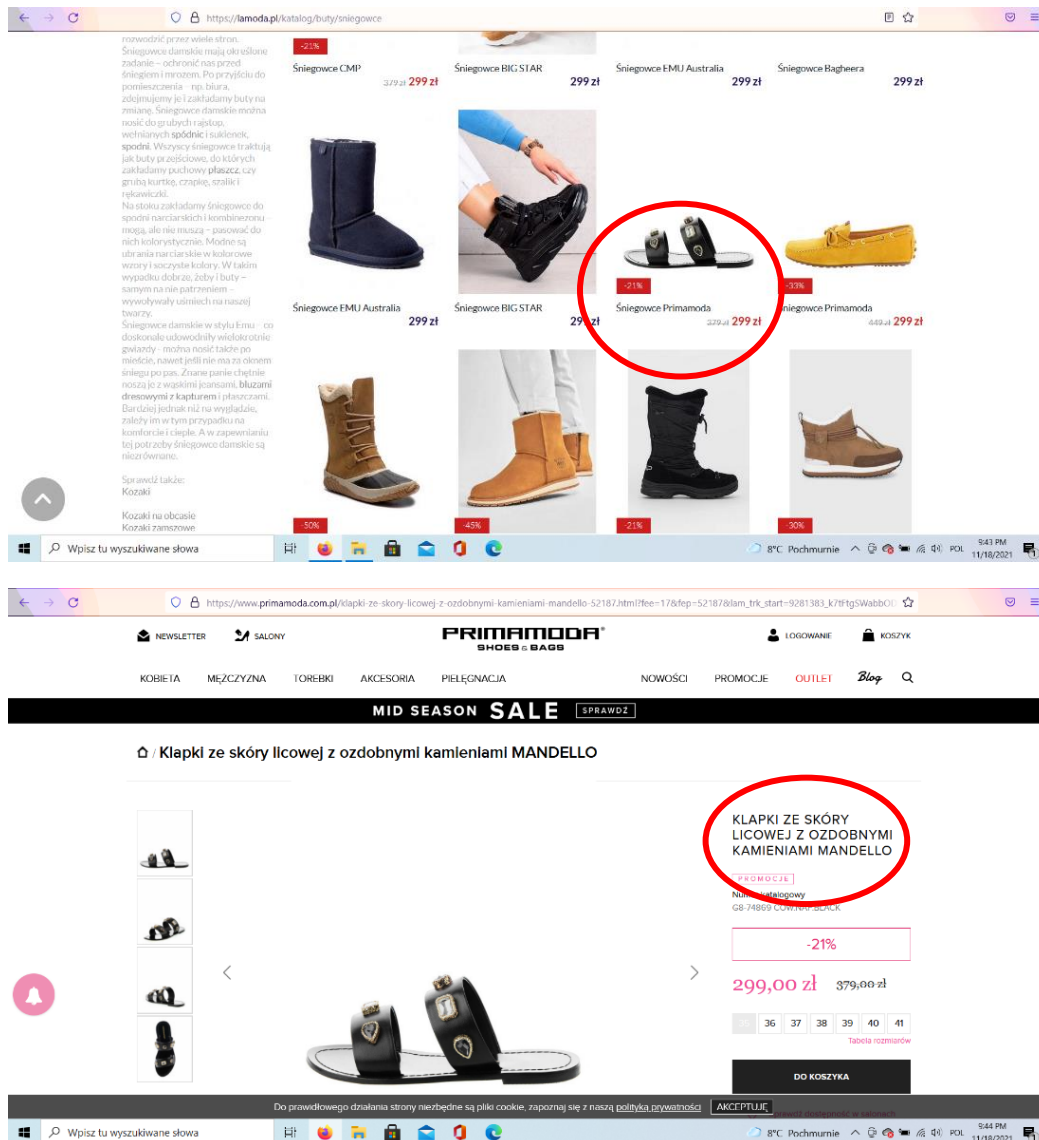 https://lamoda.pl/katalog/buty/sniegowce
rozwodzić przez wiele stron.
Śniegowce damskie mają określone
zadanie – ochronić nas przed
śniegiem i mrozem. Po przyjściu do
pomieszczenia – np. biura,
zdejmujemy je i zakładamy buty na
zmianę. Śniegowce damskie można
nosić do grubych rajstop,
wełnianych spódnic i sukienek,
spodni. Wszyscy śniegowce traktują
jak buty przejściowe, do których
zakładamy puchowy płaszcz, czy
grubą kurtkę, czapkę, szalik i
rękawiczki.
Na stoku zakładamy śniegowce do
spodni narciarskich i kombinezonu –
mogą, ale nie muszą – pasować do
nich kolorystycznie. Modne są
ubrania narciarskie w kolorowe
wzory i soczyste kolory. W takim
wypadku dobrze, żeby i buty –
samym na nie patrzeniem –
wywoływały uśmiech na naszej
twarzy.
Śniegowce damskie w stylu Emu – co
doskonale udowodniły wielokrotnie
gwiazdy - można nosić także po
mieście, nawet jeśli nie ma za oknem
śniegu po pas. Znane panie chętnie
noszą je z wąskimi jeansami, bluzami
dresowymi z kapturem i płaszczami.
Bardziej jednak niż na wyglądzie,
zależy im w tym przypadku na
komforcie i cieple. A w zapewnianiu
tej potrzeby śniegowce damskie są
niezrównane.
Sprawdź także:
Kozaki
Kozaki na obcasie
Kozaki zamszowe
-21%
Śniegowce CMP
379 zł 299 zł
Śniegowce BIG STAR
299 zł
Śniegowce EMU Australia
299 zł
Śniegowce Bagheera
299 zł
Śniegowce EMU Australia
299 zł
Śniegowce BIG STAR
299 zł
-21%
Śniegowce Primamoda
379 zł 299 zł
-33%
Śniegowce Primamoda
449 zł 299 zł
-50%
-45%
-21%
-30%
Wpisz tu wyszukiwane słowa
8°C Pochmurnie
POL
9:43 PM
11/18/2021
1
https://www.primamoda.com.pl/klapki-ze-skory-licowej-z-ozdobnymi-kamieniami-mandello-52187.html?fee=17&fep=52187&lam_trk_start=9281383_
NEWSLETTER SALONY
PRIMAMODA®
SHOES & BAGS
LOGOWANIE KOSZYK
KOBIETA MĘŻCZYZNA TOREBKI AKCESORIA PIELĘGNACJA NOWOŚCI PROMOCJE OUTLET Blog
MID SEASON SALE SPRAWDŹ
/ Klapki ze skóry licowej z ozdobnymi kamieniami MANDELLO
KLAPKI ZE SKÓRY
LICOWEJ Z OZDOBNYMI
KAMIENIAMI MANDELLO
PROMOCJE
katalogowy
G8-74869
-21%
299,00 zł 379,00 zł
36 37 38 39 40 41
Tabela rozmiarów
DO KOSZYKA
Do prawidłowego działania strony niezbędne są pliki cookie, zapoznaj się z naszą polityką prywatności AKCEPTUJĘ
Wpisz tu wyszukiwane słowa
8°C Pochmurnie
POL
9:44 PM
11/18/2021
1